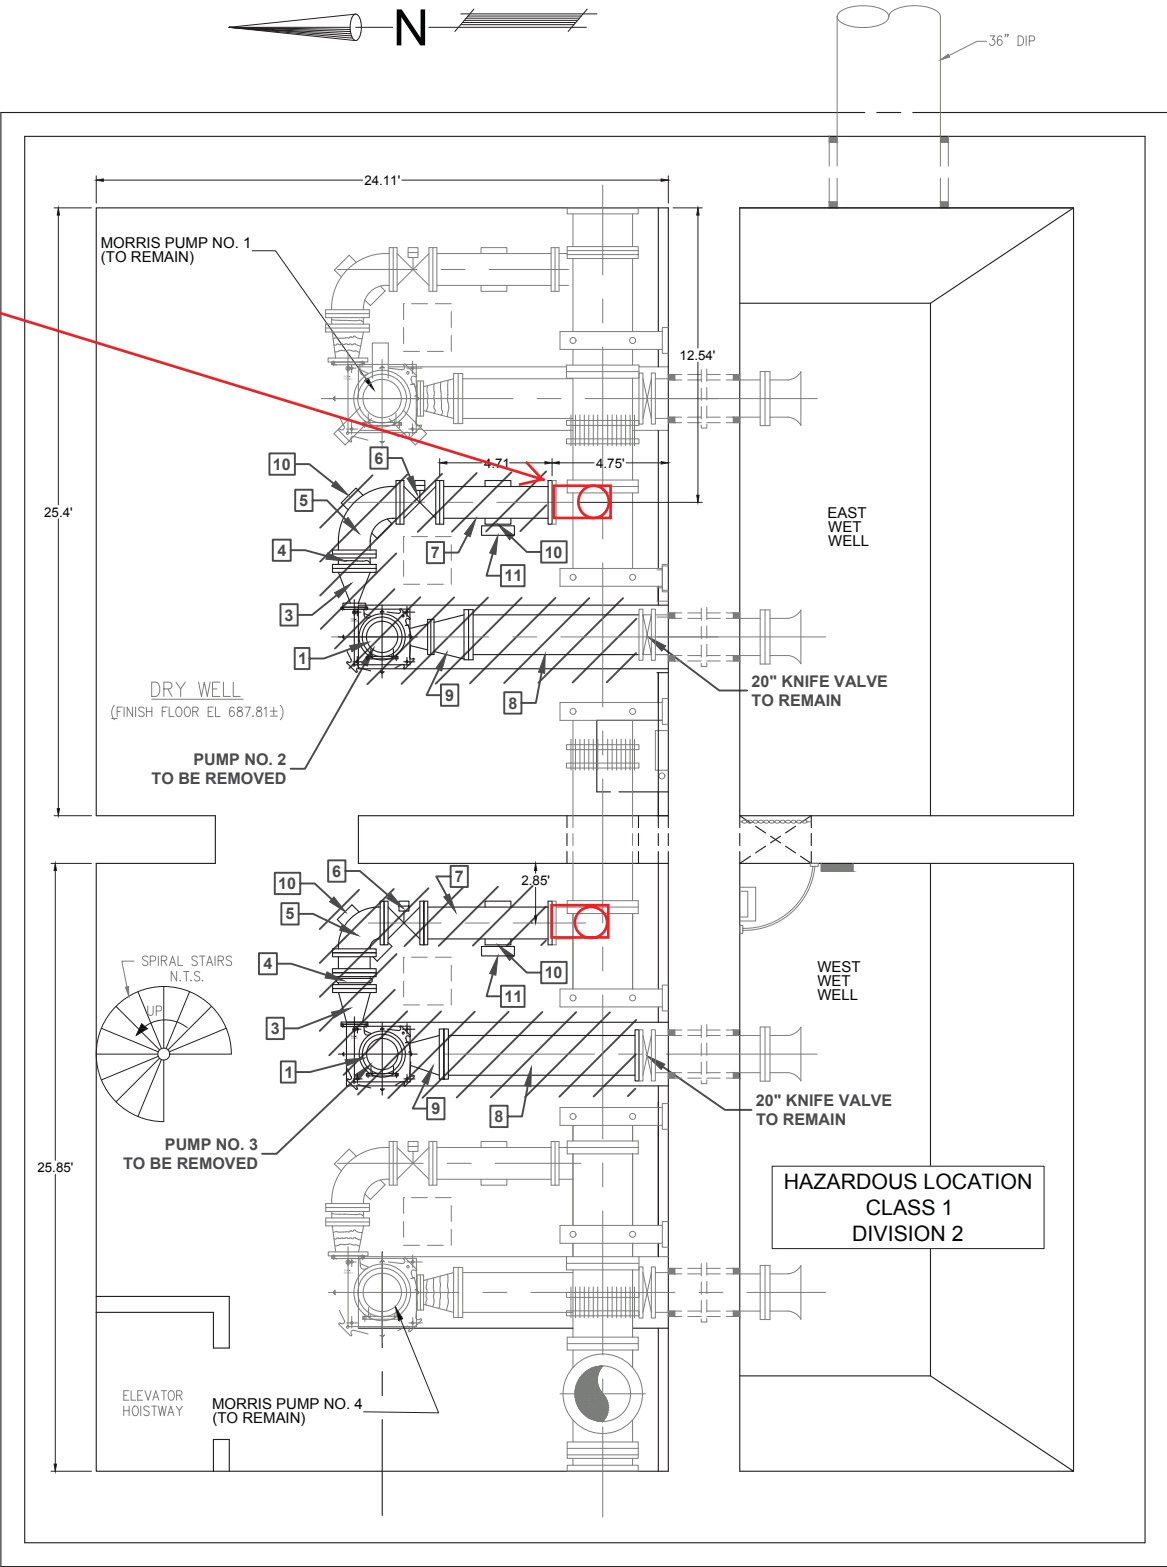 N
36" DIP
24.11'
MORRIS PUMP NO. 1
(TO REMAIN)
12.54'
6
10
4.71
4.75'
5
25.4'
EAST
WET
WELL
4
7
10
11
3
1
DRY WELL
(FINISH FLOOR EL 687.81±)
9
8
20" KNIFE VALVE
TO REMAIN
PUMP NO. 2
TO BE REMOVED
6
7
2.85'
10
5
SPIRAL STAIRS
N.T.S.
4
10
WEST
WET
WELL
11
UP
3
1
9
8
20" KNIFE VALVE
TO REMAIN
PUMP NO. 3
TO BE REMOVED
25.85'
HAZARDOUS LOCATION
CLASS 1
DIVISION 2
ELEVATOR
HOISTWAY
MORRIS PUMP NO. 4
(TO REMAIN)